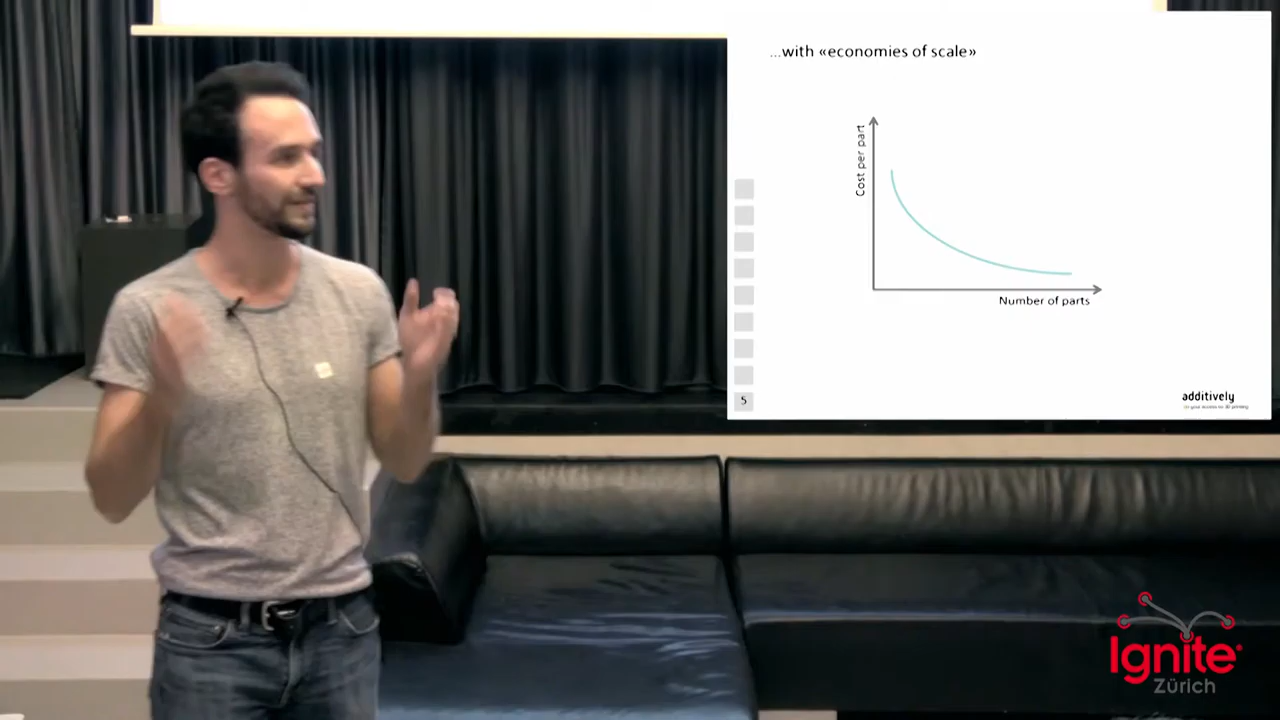 ...with «economies of scale»
Cost per part
Number of parts
5
additively
Ignite
Zürich